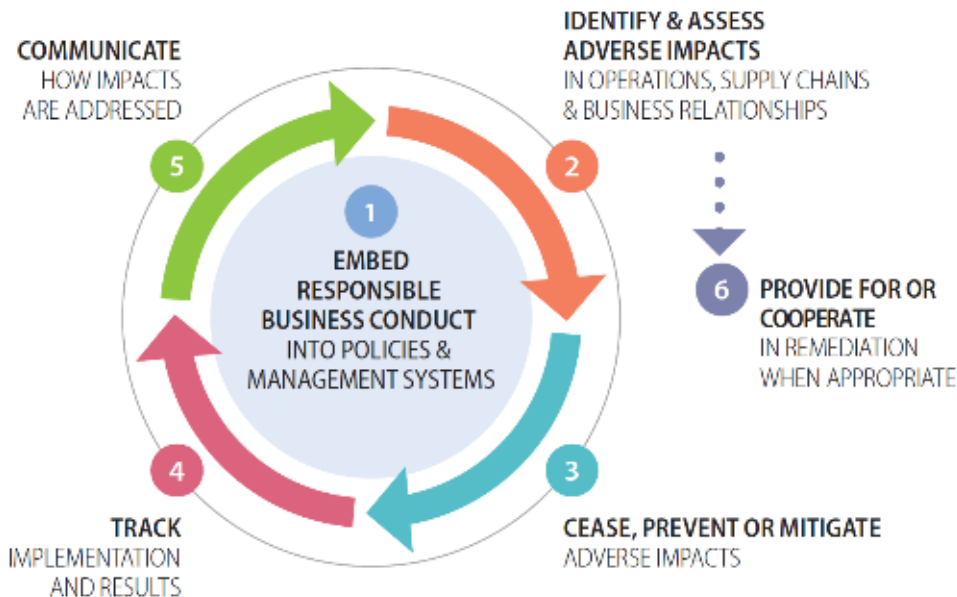 1
EMBED
RESPONSIBLE
BUSINESS CONDUCT
INTO POLICIES &
MANAGEMENT SYSTEMS
2
IDENTIFY & ASSESS
ADVERSE IMPACTS
IN OPERATIONS, SUPPLY CHAINS
& BUSINESS RELATIONSHIPS
3
CEASE, PREVENT OR MITIGATE
ADVERSE IMPACTS
4
TRACK
IMPLEMENTATION
AND RESULTS
5
COMMUNICATE
HOW IMPACTS
ARE ADDRESSED
6
PROVIDE FOR OR
COOPERATE
IN REMEDIATION
WHEN APPROPRIATE